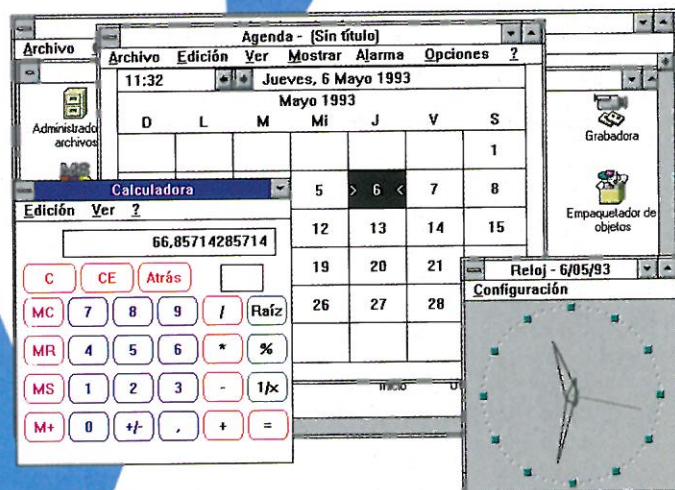 Archivo
Agenda - (Sin título)
Archivo Edición Ver Mostrar Alarma Opciones ?
11:32 Jueves, 6 Mayo 1993
Mayo 1993
D L M Mi J V S
1
5 > 6 < 7 8
12 13 14 15
19 20 21
26 27 28
Administrado
archivos
MS
Grabadora
Empaquetador de
objetos
Calculadora
Edición Ver ?
66,85714285714
C CE Atrás
MC 7 8 9 / Raíz
MR 4 5 6 * %
MS 1 2 3 - 1/x
M+ 0 +/- , + =
Inicio
Reloj - 6/05/93
Configuración